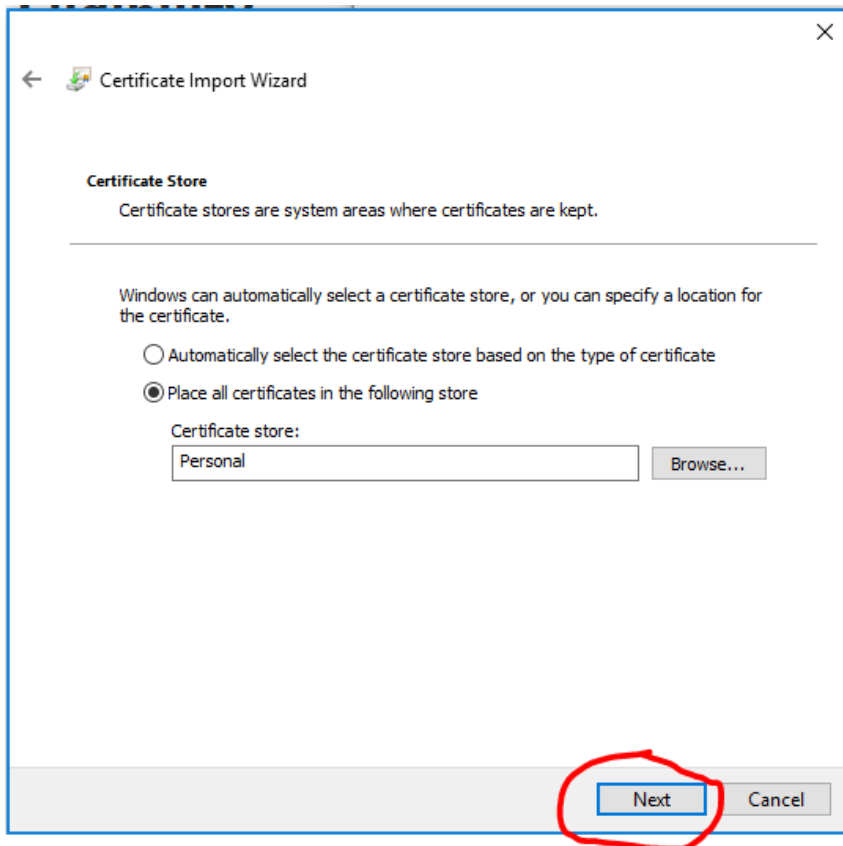 Certificate Import Wizard
Certificate Store
Certificate stores are system areas where certificates are kept.
Windows can automatically select a certificate store, or you can specify a location for
the certificate.
Automatically select the certificate store based on the type of certificate
Place all certificates in the following store
Certificate store:
Personal
Browse...
Next
Cancel